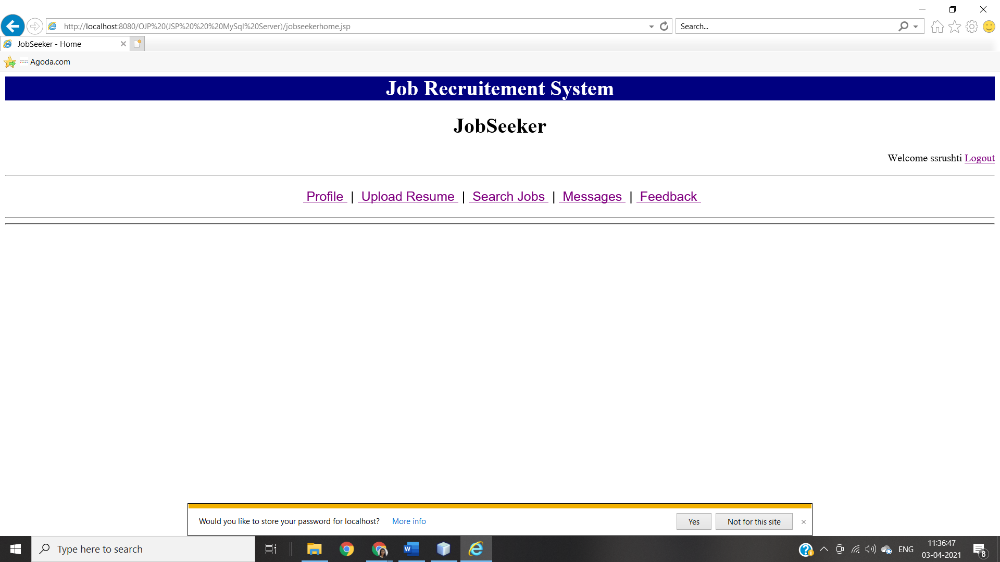 http://localhost:8080/OJP%20(JSP%20%20%20MySql%20Server)/jobseekerhome.jsp
Search...
JobSeeker - Home
Agoda.com
Job Recruitement System
JobSeeker
Welcome ssrushti Logout
Profile | Upload Resume | Search Jobs | Messages | Feedback
Would you like to store your password for localhost? More info Yes Not for this site
Type here to search
ENG
11:36:47
03-04-2021
8